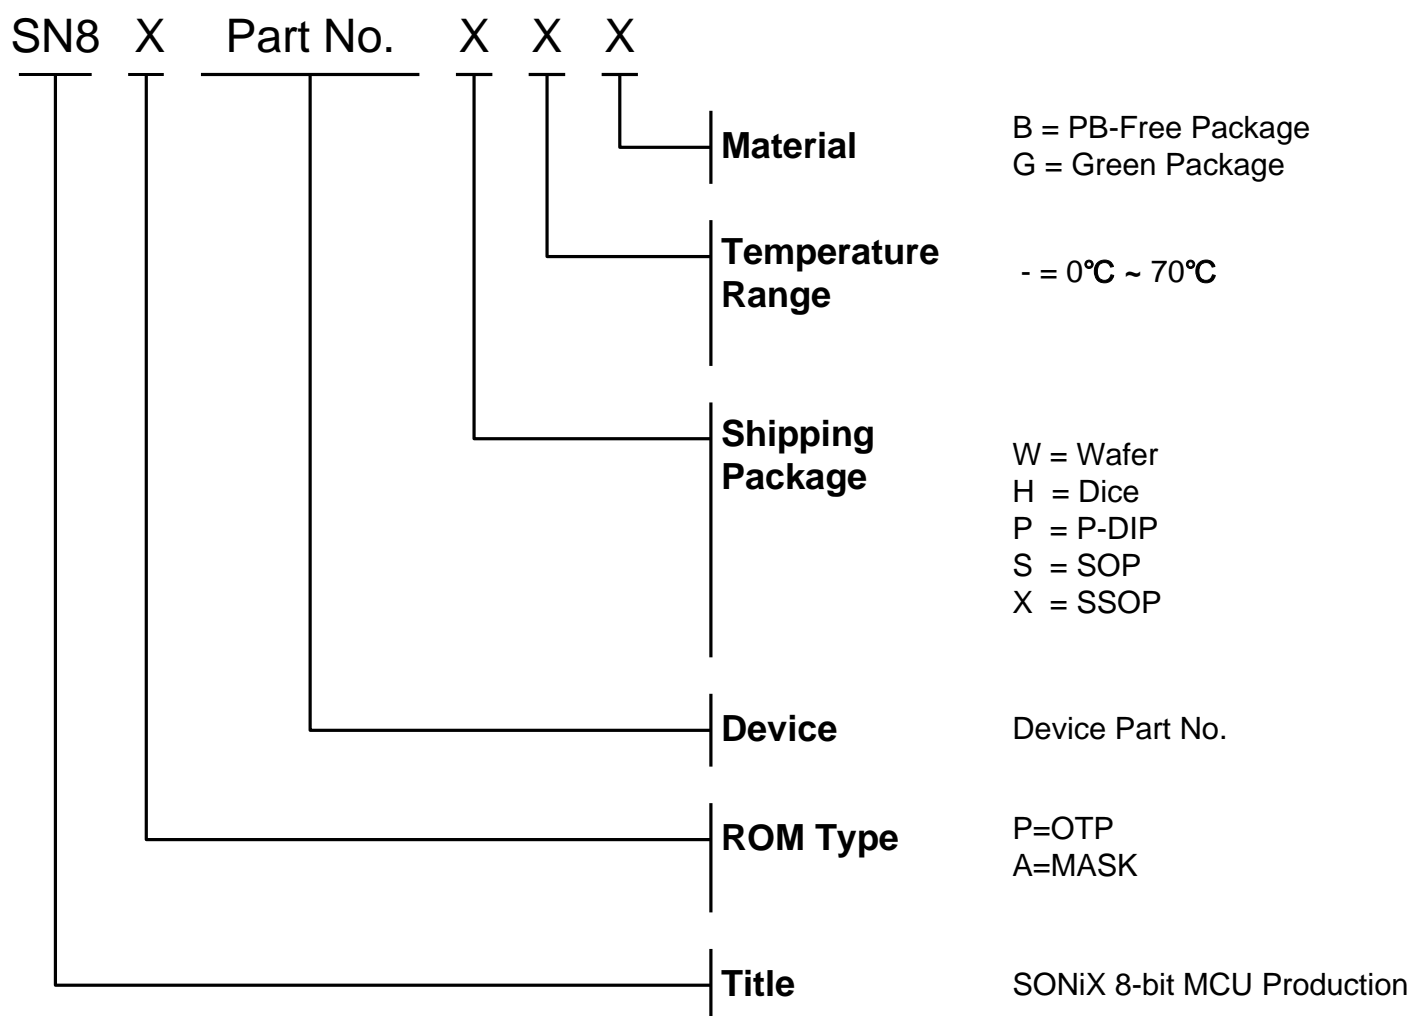 SN8 X Part No. X X X
Material
B = PB-Free Package
G = Green Package
Temperature
Range
- = 0℃ ~ 70℃
Shipping
Package
W = Wafer
H = Dice
P = P-DIP
S = SOP
X = SSOP
Device
Device Part No.
ROM Type
P=OTP
A=MASK
Title
SONiX 8-bit MCU Production